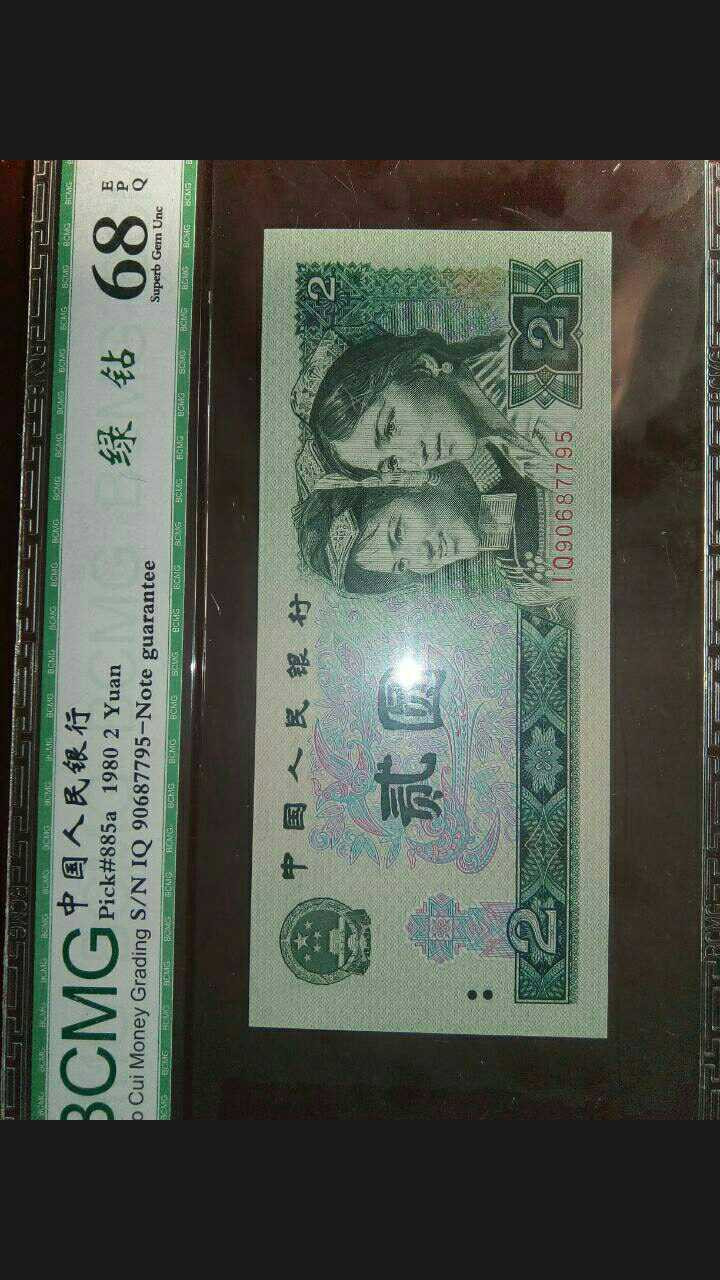 BCMG
中国人民银行
Pick#885a 1980 2 Yuan
Cui Money Grading S/N IQ 90687795-Note guarantee
绿钻
68
EPQ
Superb Gem Unc
中国人民银行
2
贰圆
2
2
IQ90687795